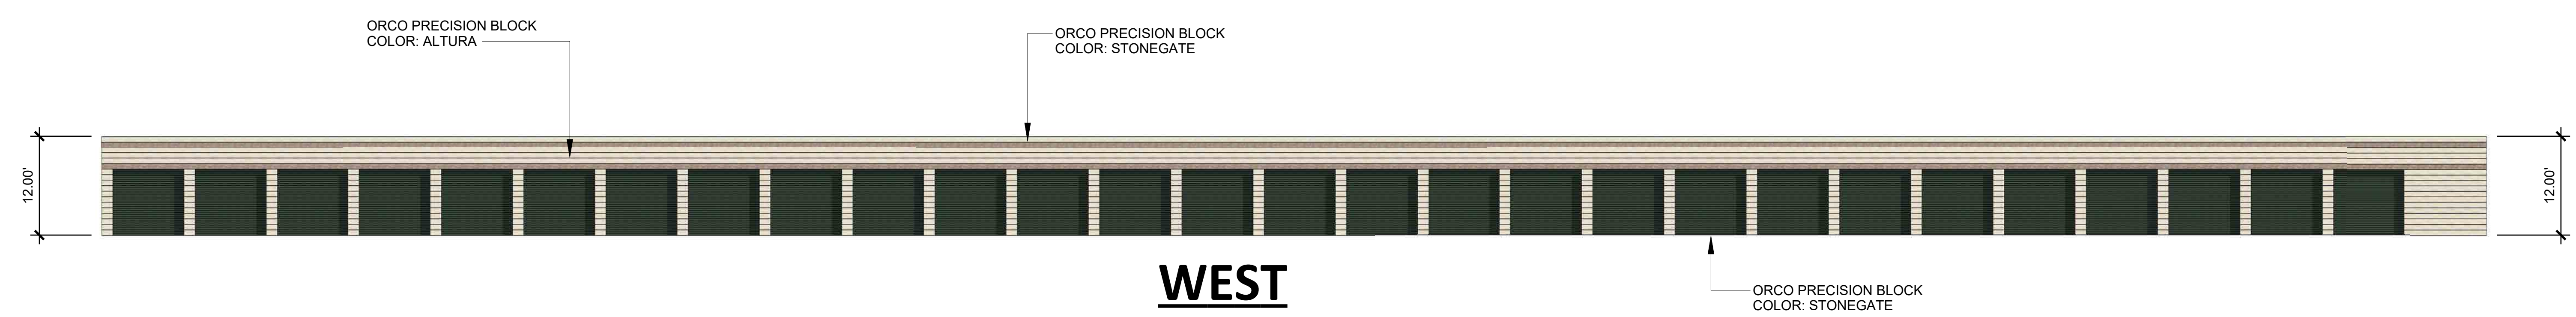 ORCO PRECISION BLOCK
COLOR: ALTURA
ORCO PRECISION BLOCK
COLOR: STONEGATE
12.00'
12.00'
WEST
ORCO PRECISION BLOCK
COLOR: STONEGATE